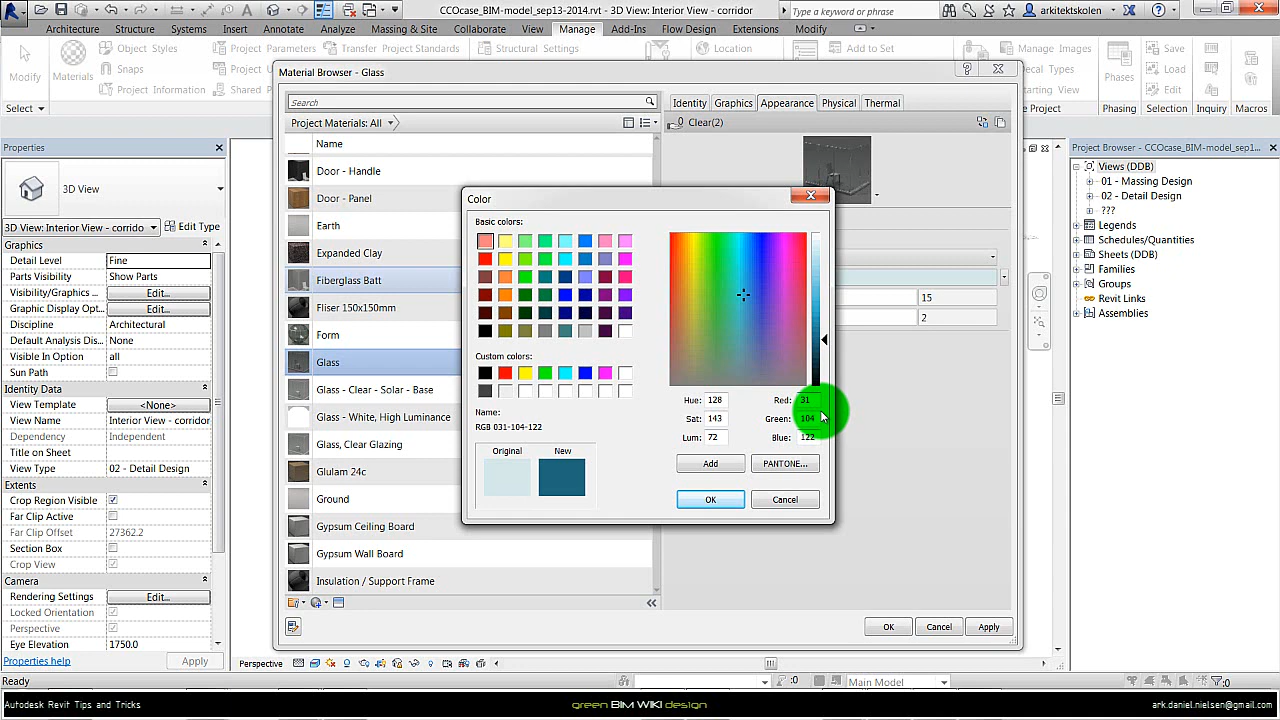 CCOcase_BIM-model_sep13-2014.rvt - 3D View: Interior View - corridor
Type a keyword or phrase
arkitektskolen
Architecture Structure Systems Insert Annotate Analyze Massing & Site Collaborate View Manage Add-Ins Flow Design Extensions Modify
Modify
Materials
Object Styles
Snaps
Project Information
Project Parameters
Transfer Project Standards
Structural Settings
Location
Add to Set
Manage Images
Decal Types
Starting View
Phases
Save
Load
Edit
Select
Project
Phasing
Selection
Inquiry
Macros
Properties
3D View
3D View: Interior View - corrido
Edit Type
Graphics
Detail Level Fine
Parts Visibility Show Parts
Visibility/Graphics ... Edit...
Graphic Display Opt... Edit...
Discipline Architectural
Default Analysis Dis... None
Visible In Option all
Sun Path
Identity Data
View Template <None>
View Name Interior View - corridor
Dependency Independent
Title on Sheet
View Type 02 - Detail Design
Extents
Crop Region Visible
Far Clip Active
Far Clip Offset 27362.2
Section Box
Crop View
Camera
Rendering Settings Edit...
Locked Orientation
Perspective
Eye Elevation 1750.0
Properties help
Apply
Material Browser - Glass
Search
Project Materials: All
Name
Door - Handle
Door - Panel
Earth
Expanded Clay
Fiberglass Batt
Fliser 150x150mm
Form
Glass
Glass - Clear - Solar - Base
Glass - White, High Luminance
Glass, Clear Glazing
Glulam 24c
Ground
Gypsum Ceiling Board
Gypsum Wall Board
Insulation / Support Frame
Identity Graphics Appearance Physical Thermal
0
Clear(2)
15
2
OK Cancel Apply
Color
Basic colors:
Custom colors:
Name:
RGB 031-104-122
Original New
Hue: 128 Red: 31
Sat: 143 Green: 104
Lum: 72 Blue: 122
Add PANTONE...
OK Cancel
Project Browser - CCOcase_BIM-model_sep1...
Views (DDB)
01 - Massing Design
02 - Detail Design
???
Legends
Schedules/Quantities
Sheets (DDB)
Families
Groups
Revit Links
Assemblies
Perspective
Ready
:0
Main Model
:0
Autodesk Revit Tips and Tricks
green BIM WIKI design
ark.daniel.nielsen@gmail.com